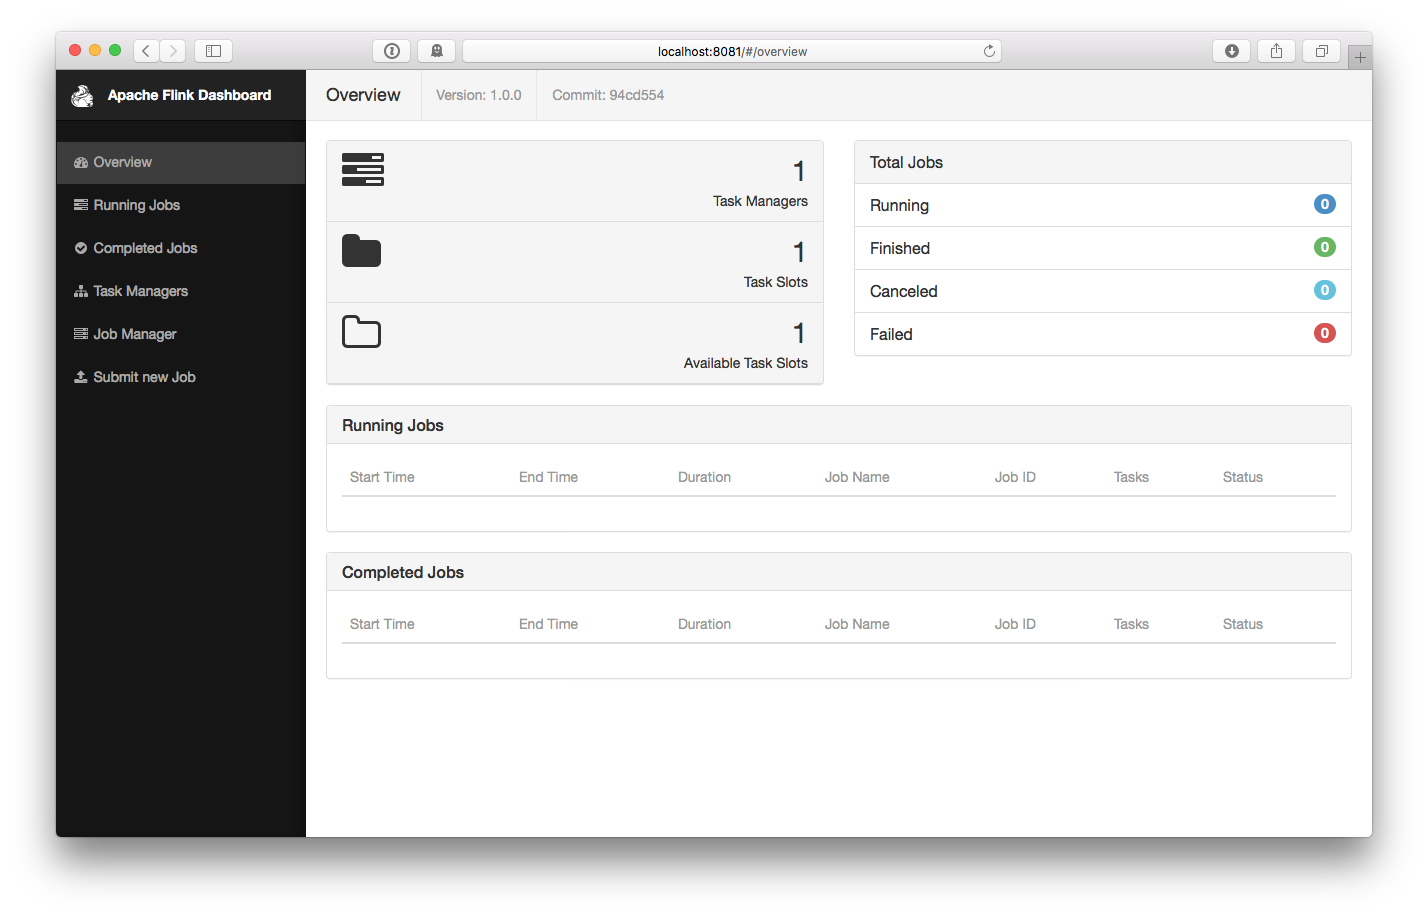 localhost:8081/#/overview
Apache Flink Dashboard
Overview
Version: 1.0.0
Commit: 94cd554
Overview
Running Jobs
Completed Jobs
Task Managers
Job Manager
Submit new Job
1
Task Managers
1
Task Slots
1
Available Task Slots
Total Jobs
Running 0
Finished 0
Canceled 0
Failed 0
Running Jobs
Start Time End Time Duration Job Name Job ID Tasks Status
Completed Jobs
Start Time End Time Duration Job Name Job ID Tasks Status